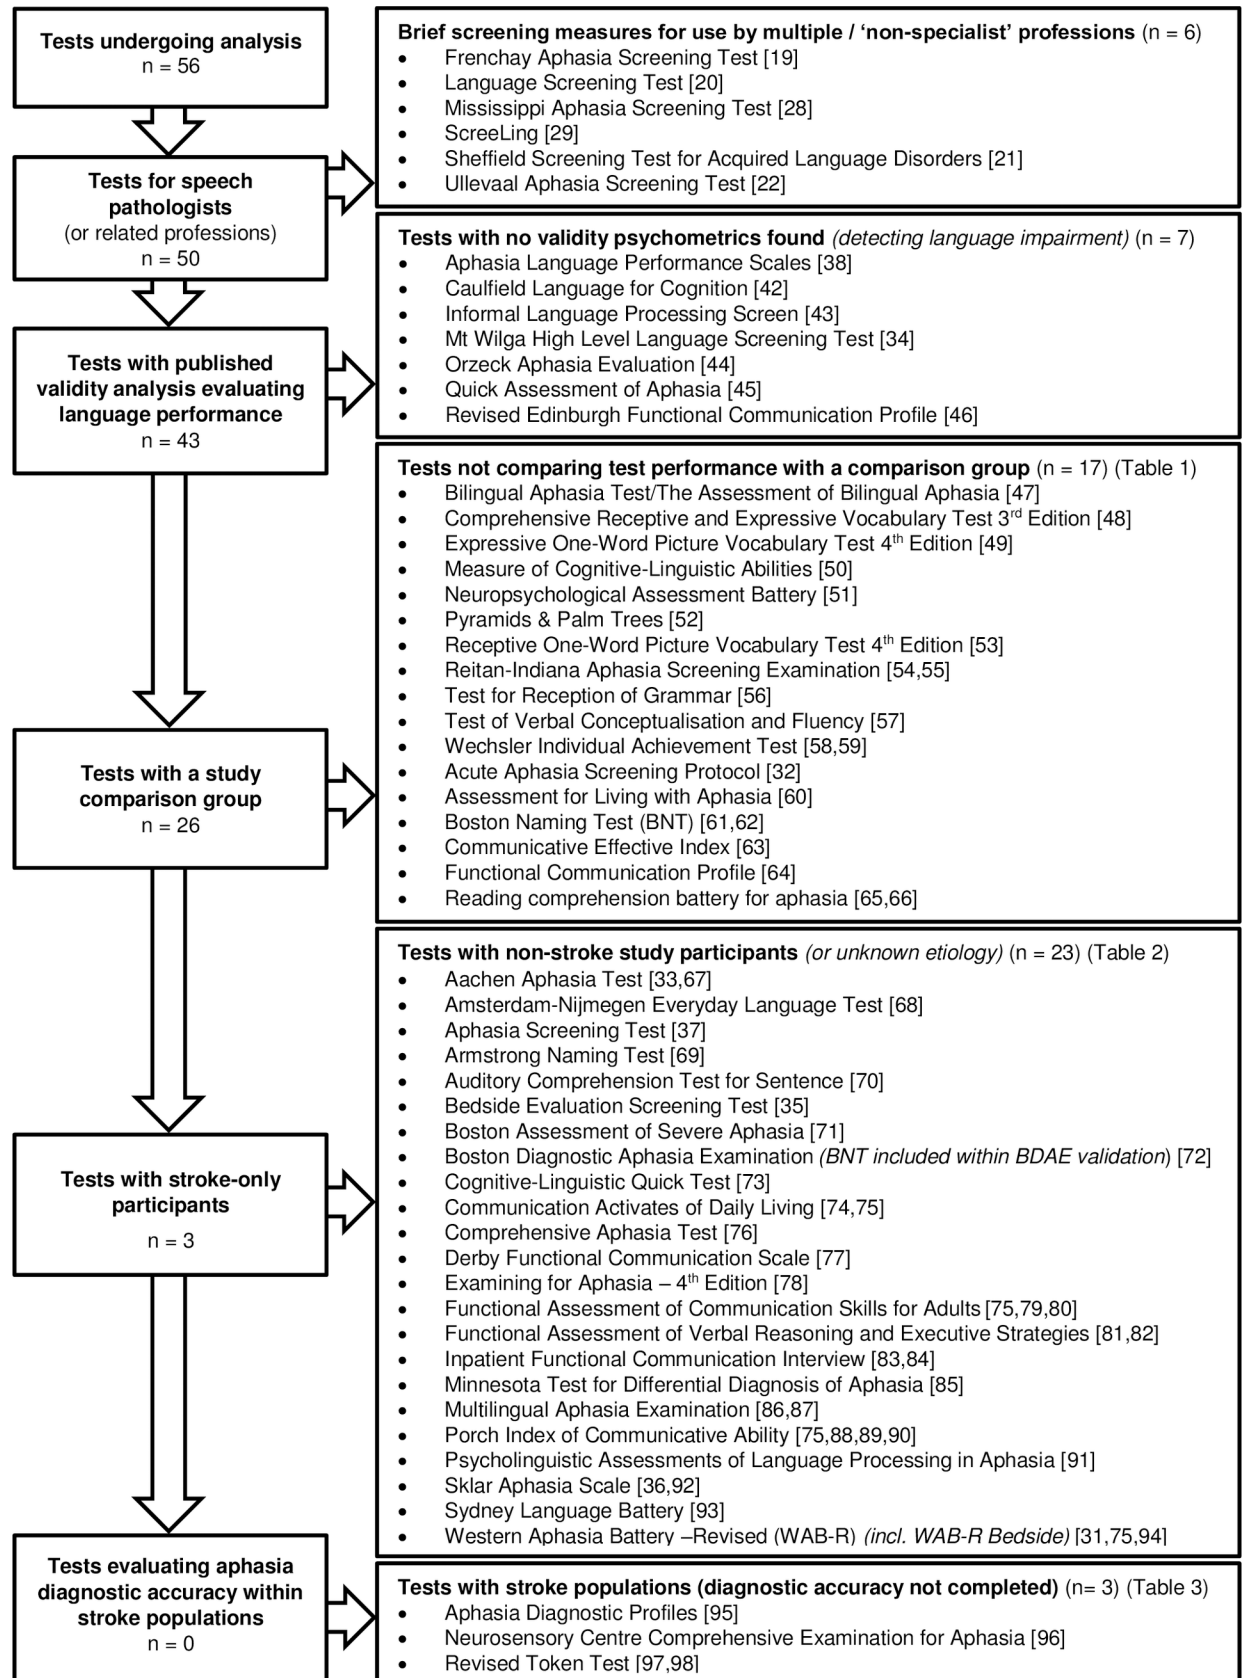 Tests undergoing analysis
n = 56
Brief screening measures for use by multiple / ‘non-specialist’ professions (n = 6)
• Frenchay Aphasia Screening Test [19]
• Language Screening Test [20]
• Mississippi Aphasia Screening Test [28]
• ScreeLing [29]
• Sheffield Screening Test for Acquired Language Disorders [21]
• Ullevaal Aphasia Screening Test [22]
Tests for speech
pathologists
(or related professions)
n = 50
Tests with no validity psychometrics found (detecting language impairment) (n = 7)
• Aphasia Language Performance Scales [38]
• Caulfield Language for Cognition [42]
• Informal Language Processing Screen [43]
• Mt Wilga High Level Language Screening Test [34]
• Orzeck Aphasia Evaluation [44]
• Quick Assessment of Aphasia [45]
• Revised Edinburgh Functional Communication Profile [46]
Tests with published
validity analysis evaluating
language performance
n = 43
Tests not comparing test performance with a comparison group (n = 17) (Table 1)
• Bilingual Aphasia Test/The Assessment of Bilingual Aphasia [47]
• Comprehensive Receptive and Expressive Vocabulary Test 3rd Edition [48]
• Expressive One-Word Picture Vocabulary Test 4th Edition [49]
• Measure of Cognitive-Linguistic Abilities [50]
• Neuropsychological Assessment Battery [51]
• Pyramids & Palm Trees [52]
• Receptive One-Word Picture Vocabulary Test 4th Edition [53]
• Reitan-Indiana Aphasia Screening Examination [54,55]
• Test for Reception of Grammar [56]
• Test of Verbal Conceptualisation and Fluency [57]
• Wechsler Individual Achievement Test [58,59]
• Acute Aphasia Screening Protocol [32]
• Assessment for Living with Aphasia [60]
• Boston Naming Test (BNT) [61,62]
• Communicative Effective Index [63]
• Functional Communication Profile [64]
• Reading comprehension battery for aphasia [65,66]
Tests with a study
comparison group
n = 26
Tests with non-stroke study participants (or unknown etiology) (n = 23) (Table 2)
• Aachen Aphasia Test [33,67]
• Amsterdam-Nijmegen Everyday Language Test [68]
• Aphasia Screening Test [37]
• Armstrong Naming Test [69]
• Auditory Comprehension Test for Sentence [70]
• Bedside Evaluation Screening Test [35]
• Boston Assessment of Severe Aphasia [71]
• Boston Diagnostic Aphasia Examination (BNT included within BDAE validation) [72]
• Cognitive-Linguistic Quick Test [73]
• Communication Activates of Daily Living [74,75]
• Comprehensive Aphasia Test [76]
• Derby Functional Communication Scale [77]
• Examining for Aphasia – 4th Edition [78]
• Functional Assessment of Communication Skills for Adults [75,79,80]
• Functional Assessment of Verbal Reasoning and Executive Strategies [81,82]
• Inpatient Functional Communication Interview [83,84]
• Minnesota Test for Differential Diagnosis of Aphasia [85]
• Multilingual Aphasia Examination [86,87]
• Porch Index of Communicative Ability [75,88,89,90]
• Psycholinguistic Assessments of Language Processing in Aphasia [91]
• Sklar Aphasia Scale [36,92]
• Sydney Language Battery [93]
• Western Aphasia Battery –Revised (WAB-R) (incl. WAB-R Bedside) [31,75,94]
Tests with stroke-only
participants
n = 3
Tests with stroke populations (diagnostic accuracy not completed) (n= 3) (Table 3)
• Aphasia Diagnostic Profiles [95]
• Neurosensory Centre Comprehensive Examination for Aphasia [96]
• Revised Token Test [97,98]
Tests evaluating aphasia
diagnostic accuracy within
stroke populations
n = 0